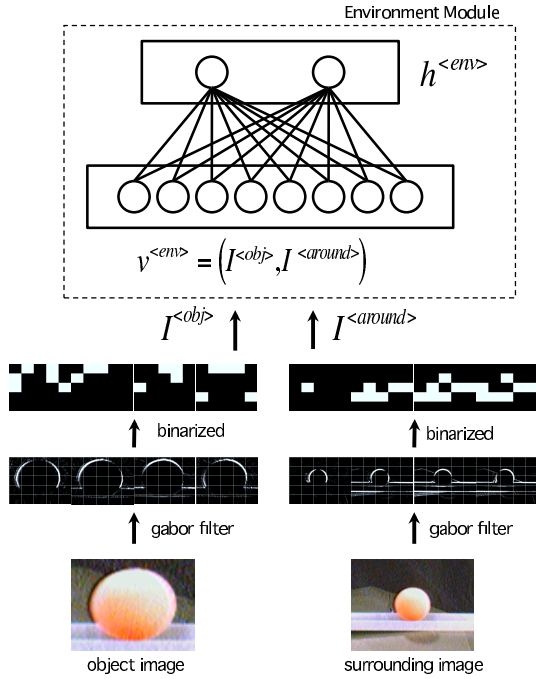 Environment Module
h<env>
v<env> = (I<obj>, I<around>)
I<obj>
I<around>
binarized
binarized
gabor filter
gabor filter
object image
surrounding image